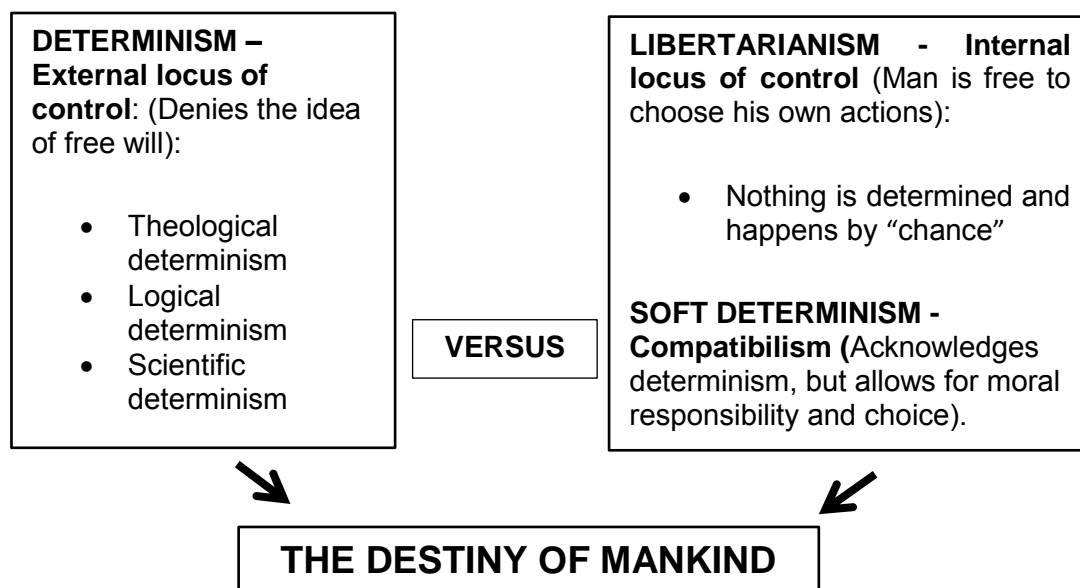 DETERMINISM –
External locus of
control: (Denies the idea
of free will):
• Theological
determinism
• Logical
determinism
• Scientific
determinism
VERSUS
LIBERTARIANISM - Internal
locus of control (Man is free to
choose his own actions):
• Nothing is determined and
happens by “chance”
SOFT DETERMINISM -
Compatibilism (Acknowledges
determinism, but allows for moral
responsibility and choice).
THE DESTINY OF MANKIND